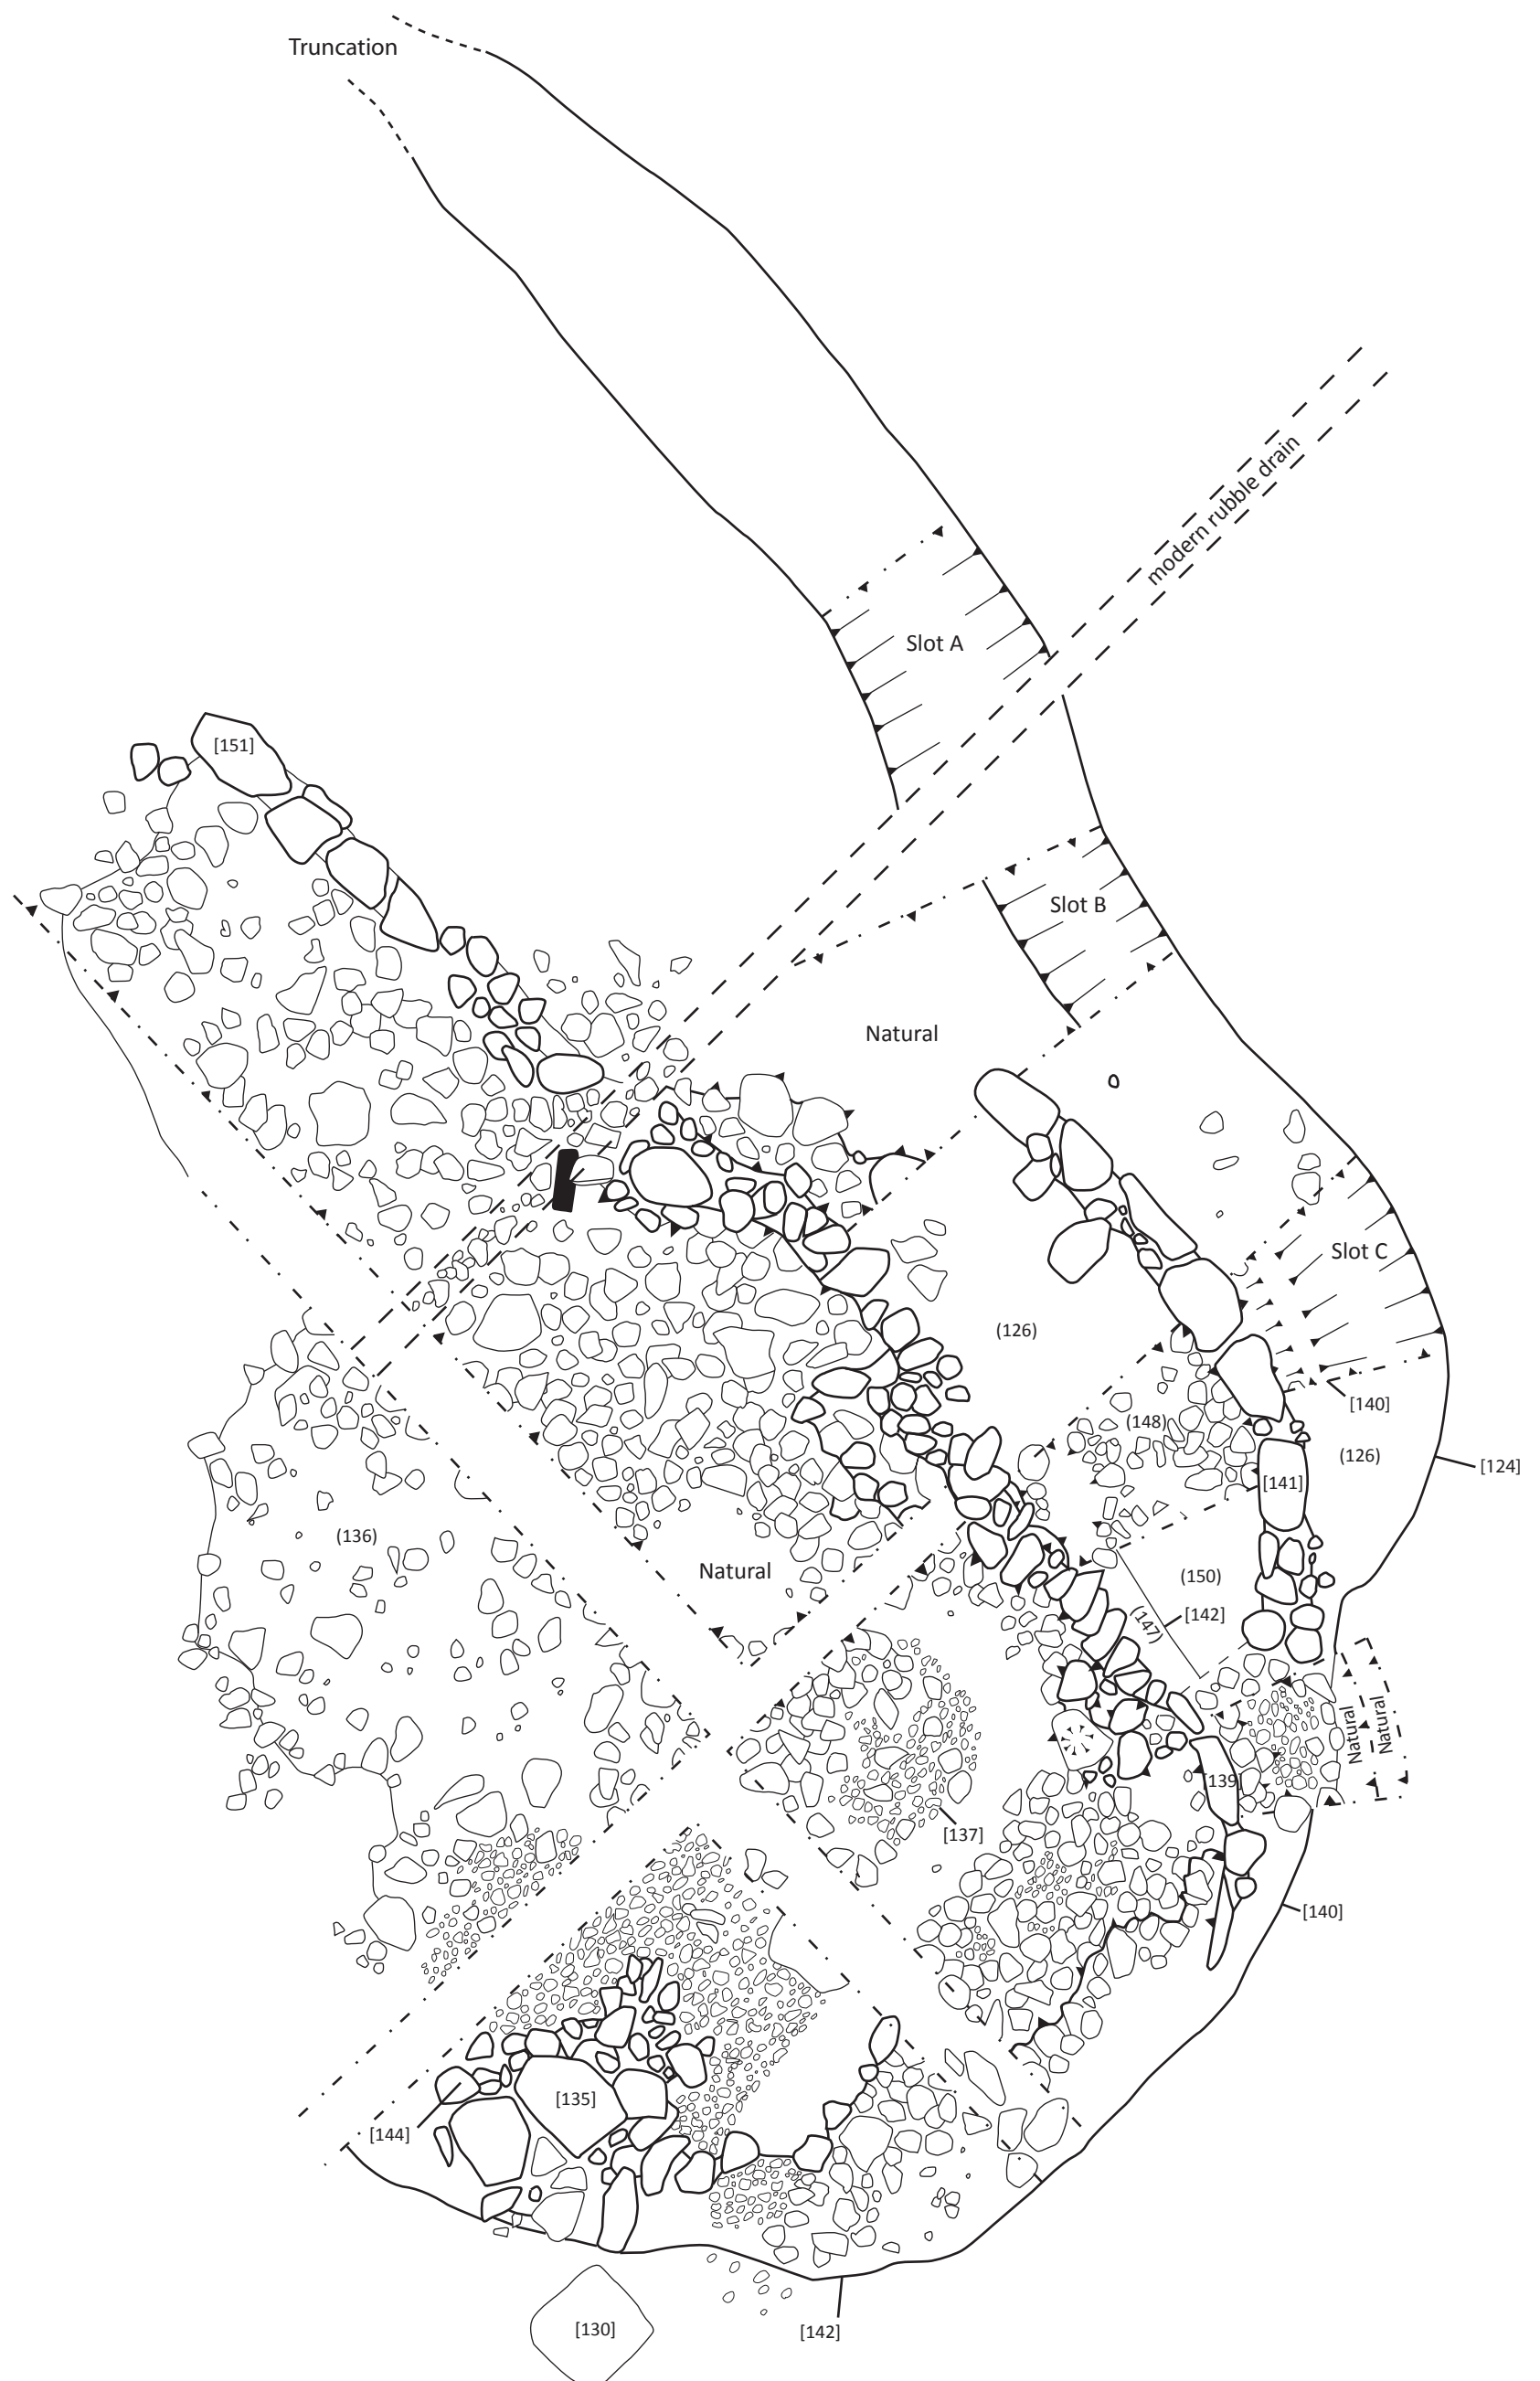 Truncation
modern rubble drain
Slot A
[151]
Slot B
Natural
Slot C
(126)
[140]
(148)
(126)
[124]
[141]
(136)
Natural
(150)
(147)
[142]
Natural
Natural
[139]
[137]
[140]
[135]
[144]
[130]
[142]